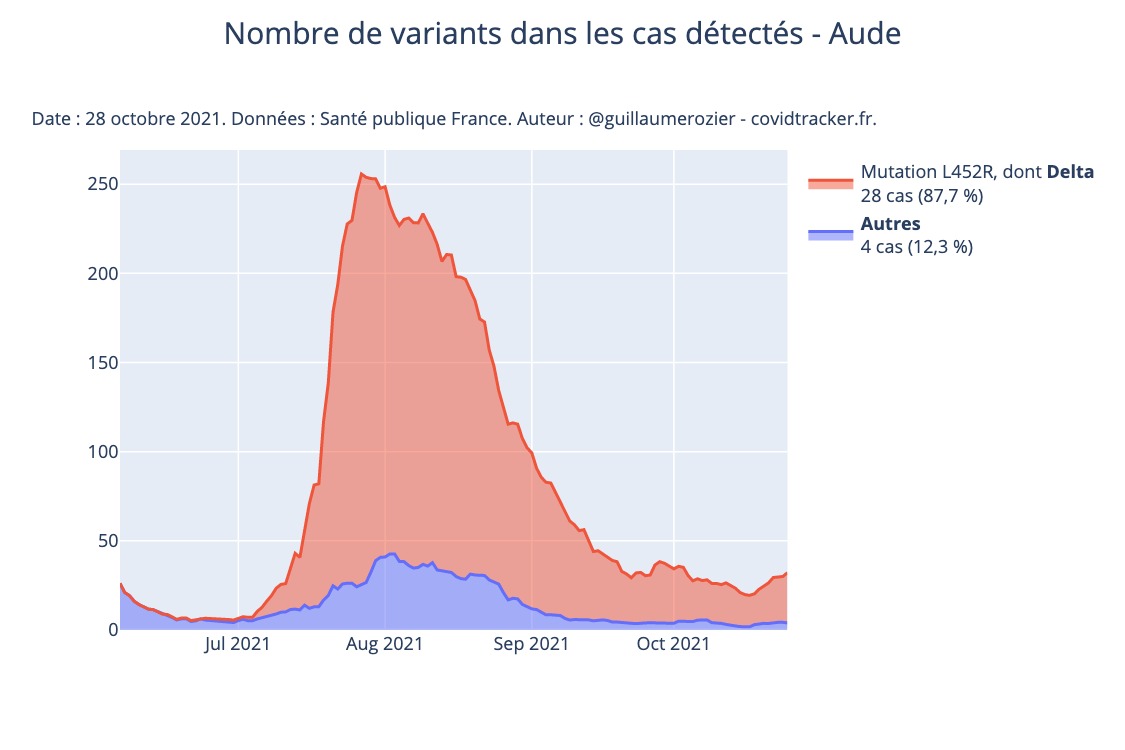 Nombre de variants dans les cas détectés - Aude
Date : 28 octobre 2021. Données : Santé publique France. Auteur : @guillaumerozier - covidtracker.fr.
Mutation L452R, dont Delta
28 cas (87,7 %)
Autres
4 cas (12,3 %)
250
200
150
100
50
0
Jul 2021
Aug 2021
Sep 2021
Oct 2021